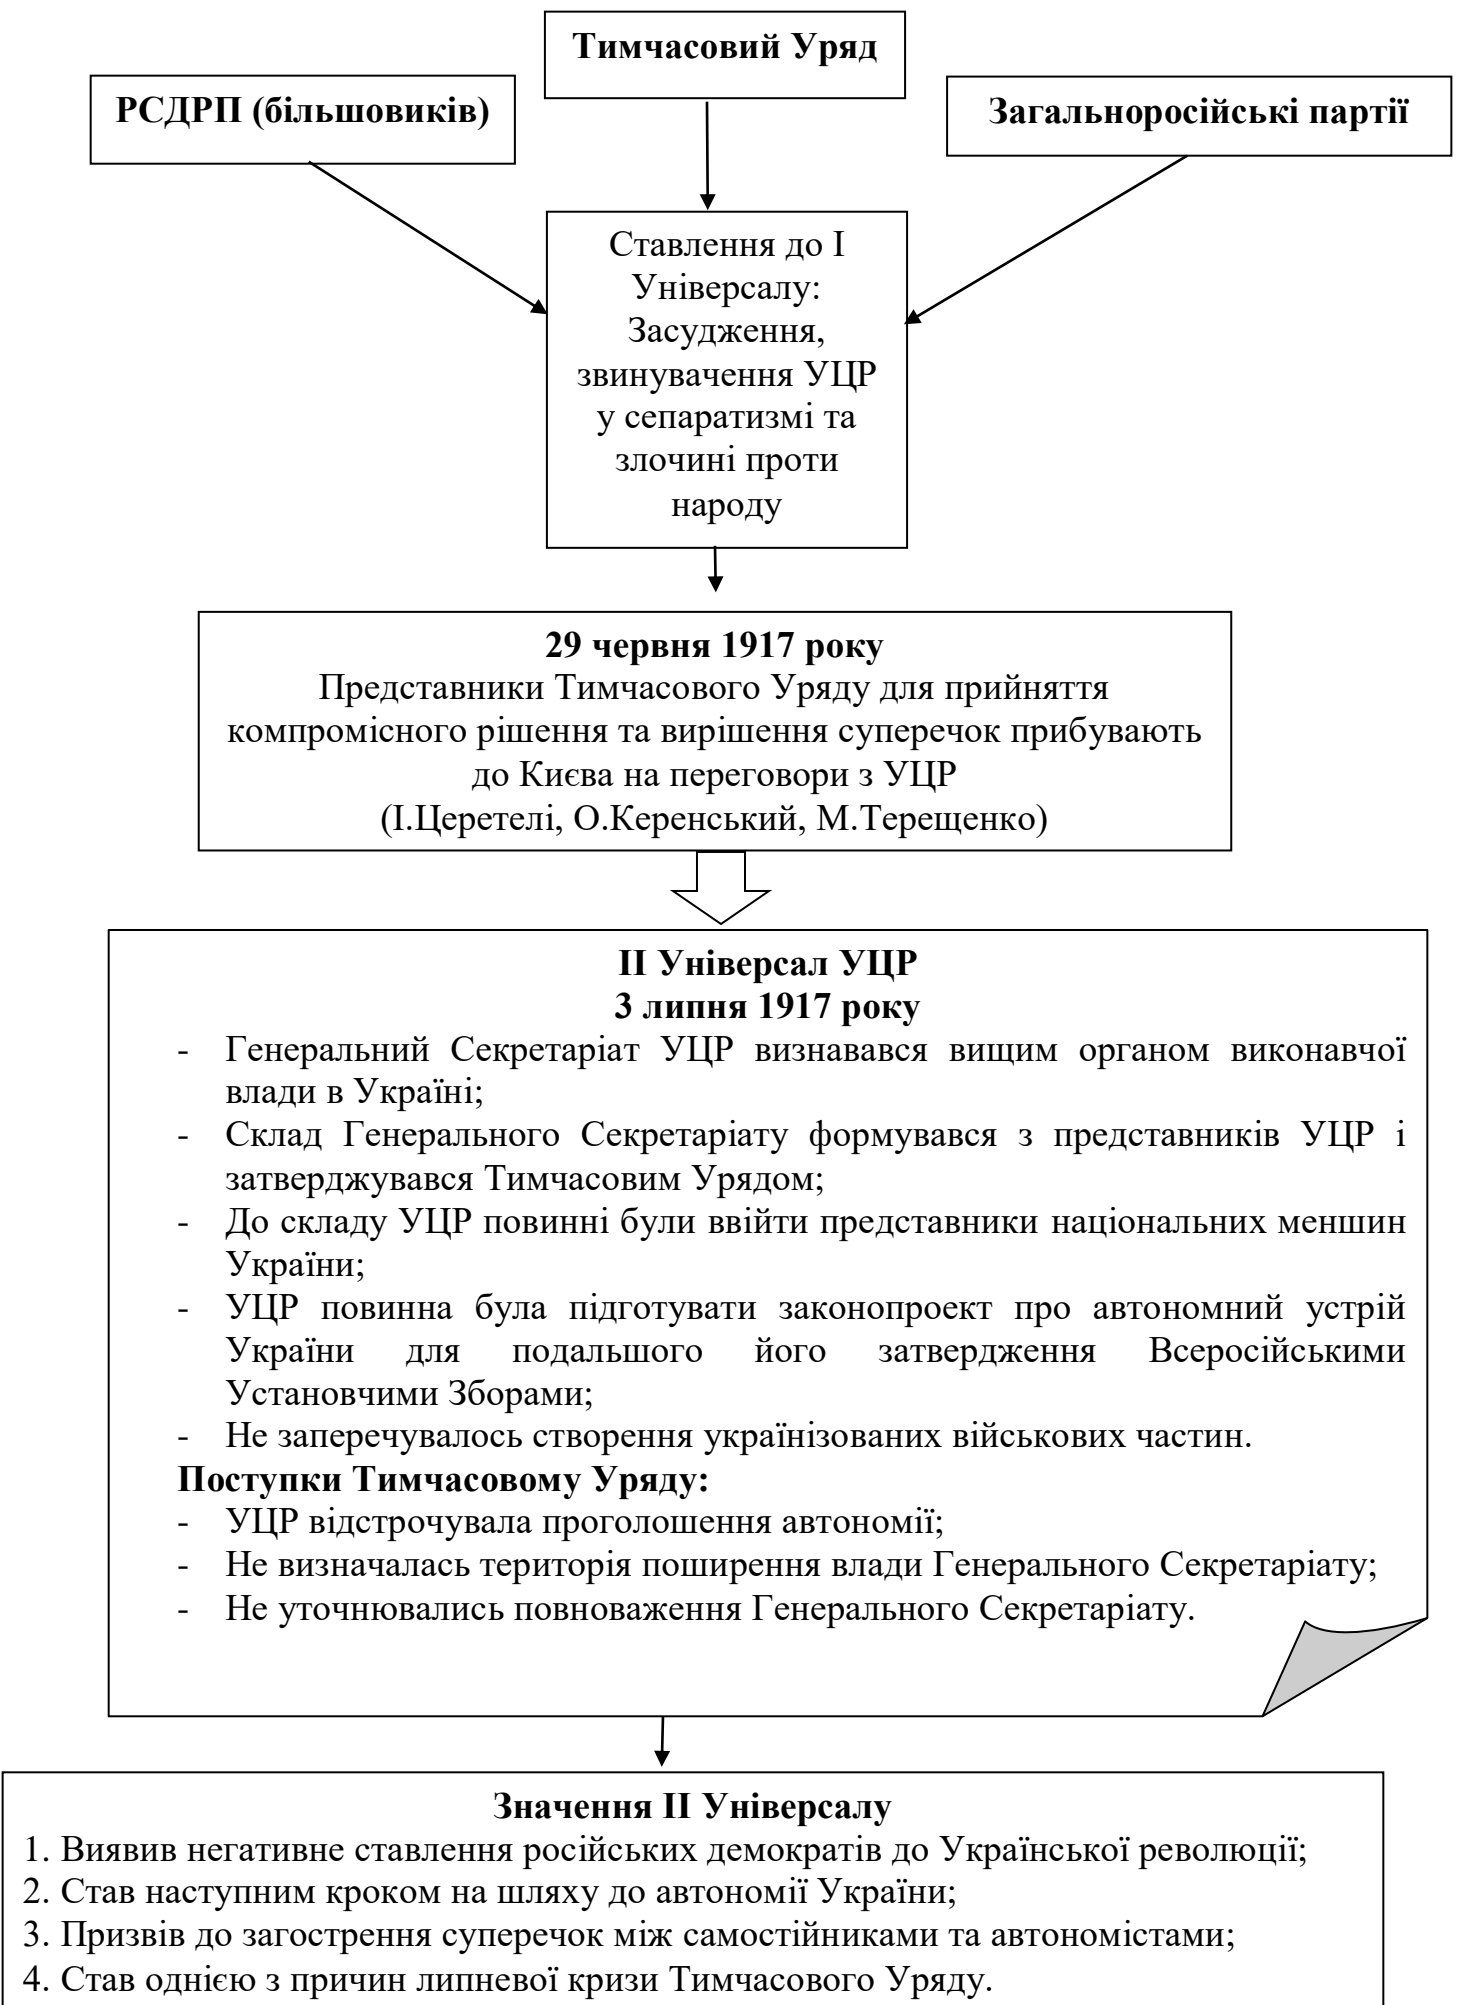 Тимчасовий Уряд
РСДРП (більшовиків)
Загальноросійські партії
Ставлення до І
Універсалу:
Засудження,
звинувачення УЦР
у сепаратизмі та
злочині проти
народу
29 червня 1917 року
Представники Тимчасового Уряду для прийняття
компромісного рішення та вирішення суперечок прибувають
до Києва на переговори з УЦР
(І.Церетелі, О.Керенський, М.Терещенко)
ІІ Універсал УЦР
3 липня 1917 року
- Генеральний Секретаріат УЦР визнавався вищим органом виконавчої
влади в Україні;
- Склад Генерального Секретаріату формувався з представників УЦР і
затверджувався Тимчасовим Урядом;
- До складу УЦР повинні були ввійти представники національних меншин
України;
- УЦР повинна була підготувати законопроект про автономний устрій
України для подальшого його затвердження Всеросійськими
Установчими Зборами;
- Не заперечувалось створення українізованих військових частин.
Поступки Тимчасовому Уряду:
- УЦР відстрочувала проголошення автономії;
- Не визначалась територія поширення влади Генерального Секретаріату;
- Не уточнювались повноваження Генерального Секретаріату.
Значення ІІ Універсалу
1. Виявив негативне ставлення російських демократів до Української революції;
2. Став наступним кроком на шляху до автономії України;
3. Призвів до загострення суперечок між самостійниками та автономістами;
4. Став однією з причин липневої кризи Тимчасового Уряду.